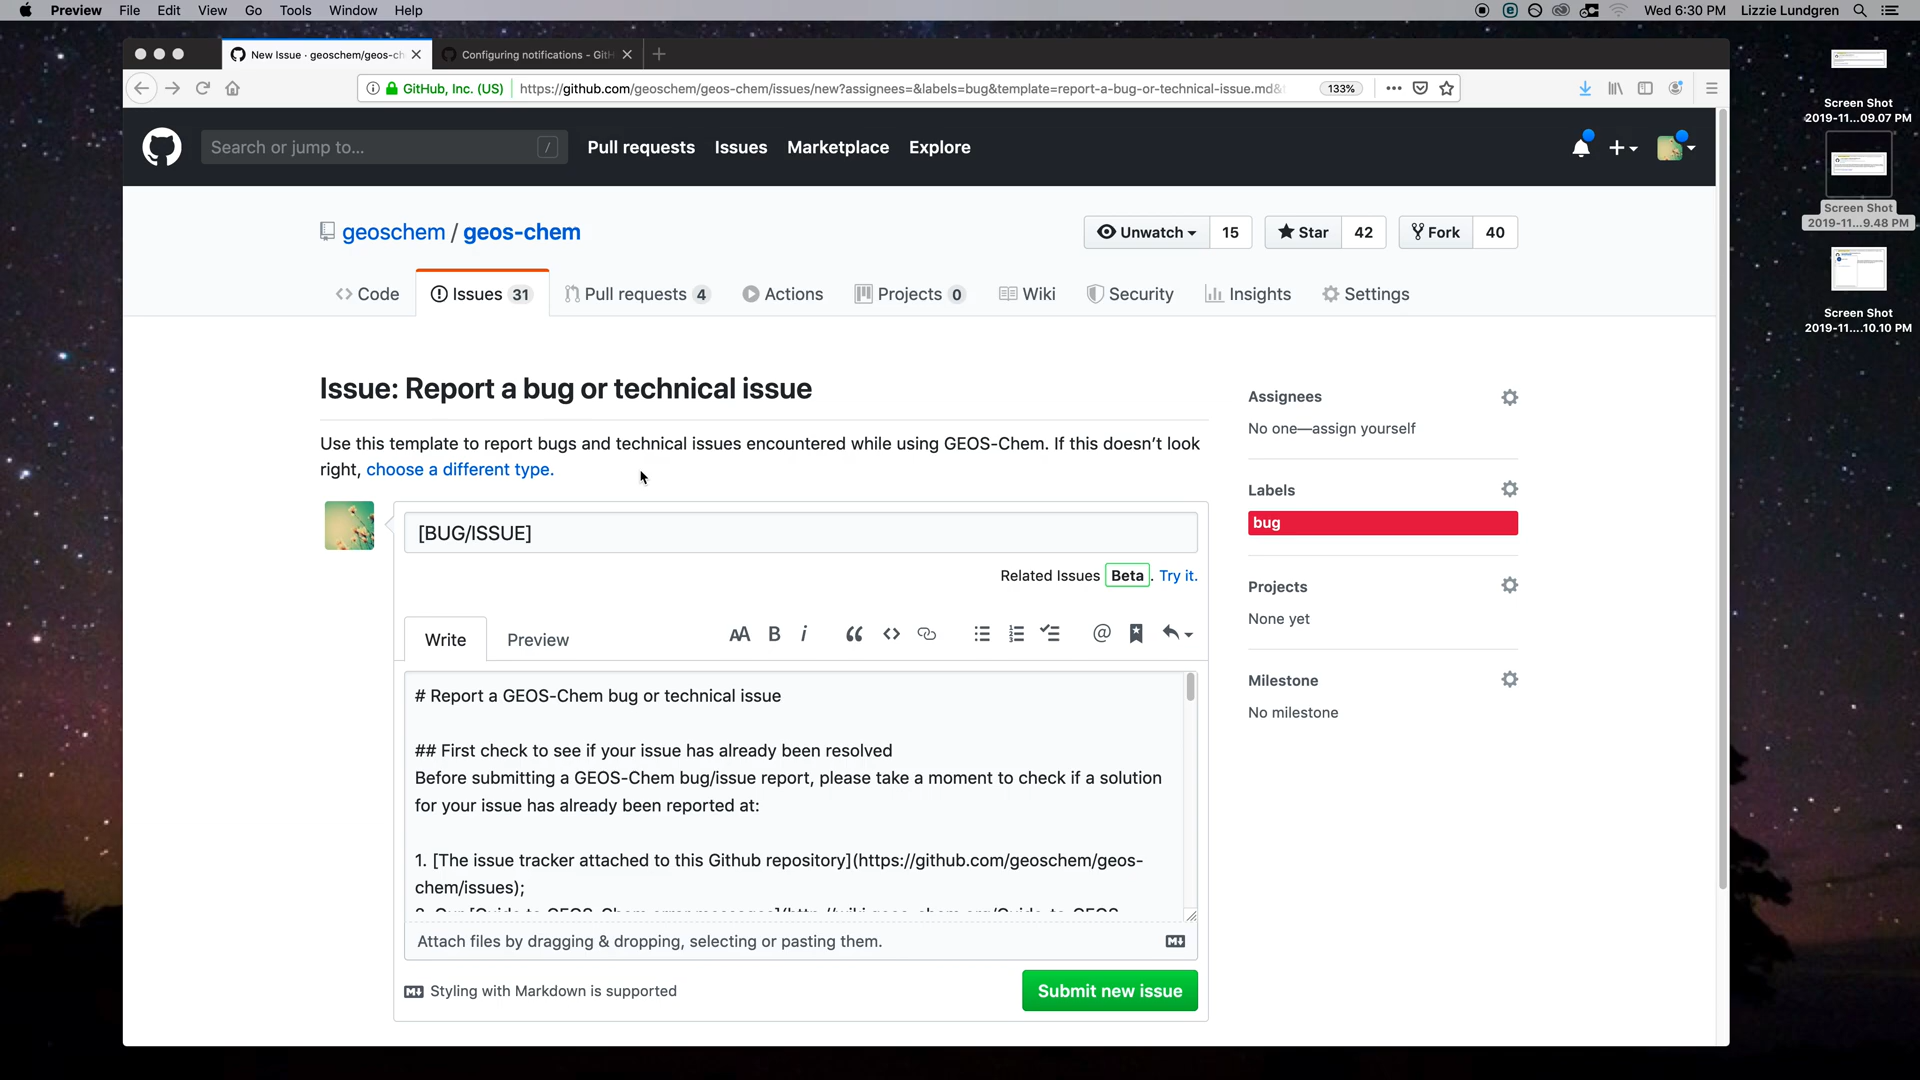 Preview File Edit View Go Tools Window Help
Wed 6:30 PM Lizzie Lundgren
New Issue · geoschem/geos-ch
Configuring notifications - GitH
GitHub, Inc. (US)
https://github.com/geoschem/geos-chem/issues/new?assignees=&labels=bug&template=report-a-bug-or-technical-issue.md&
133%
Screen Shot
2019-11...09.07 PM
Screen Shot
2019-11...9.48 PM
Screen Shot
2019-11....10.10 PM
Search or jump to...
/
Pull requests Issues Marketplace Explore
geoschem / geos-chem
Unwatch 15
Star 42
Fork 40
Code
Issues 31
Pull requests 4
Actions
Projects 0
Wiki
Security
Insights
Settings
Issue: Report a bug or technical issue
Use this template to report bugs and technical issues encountered while using GEOS-Chem. If this doesn't look
right, choose a different type.
[BUG/ISSUE]
Related Issues Beta . Try it.
Write Preview
AA B i
@
# Report a GEOS-Chem bug or technical issue
## First check to see if your issue has already been resolved
Before submitting a GEOS-Chem bug/issue report, please take a moment to check if a solution
for your issue has already been reported at:
1. [The issue tracker attached to this Github repository](https://github.com/geoschem/geos-
chem/issues);
Attach files by dragging & dropping, selecting or pasting them.
Styling with Markdown is supported
Submit new issue
Assignees
No one—assign yourself
Labels
bug
Projects
None yet
Milestone
No milestone